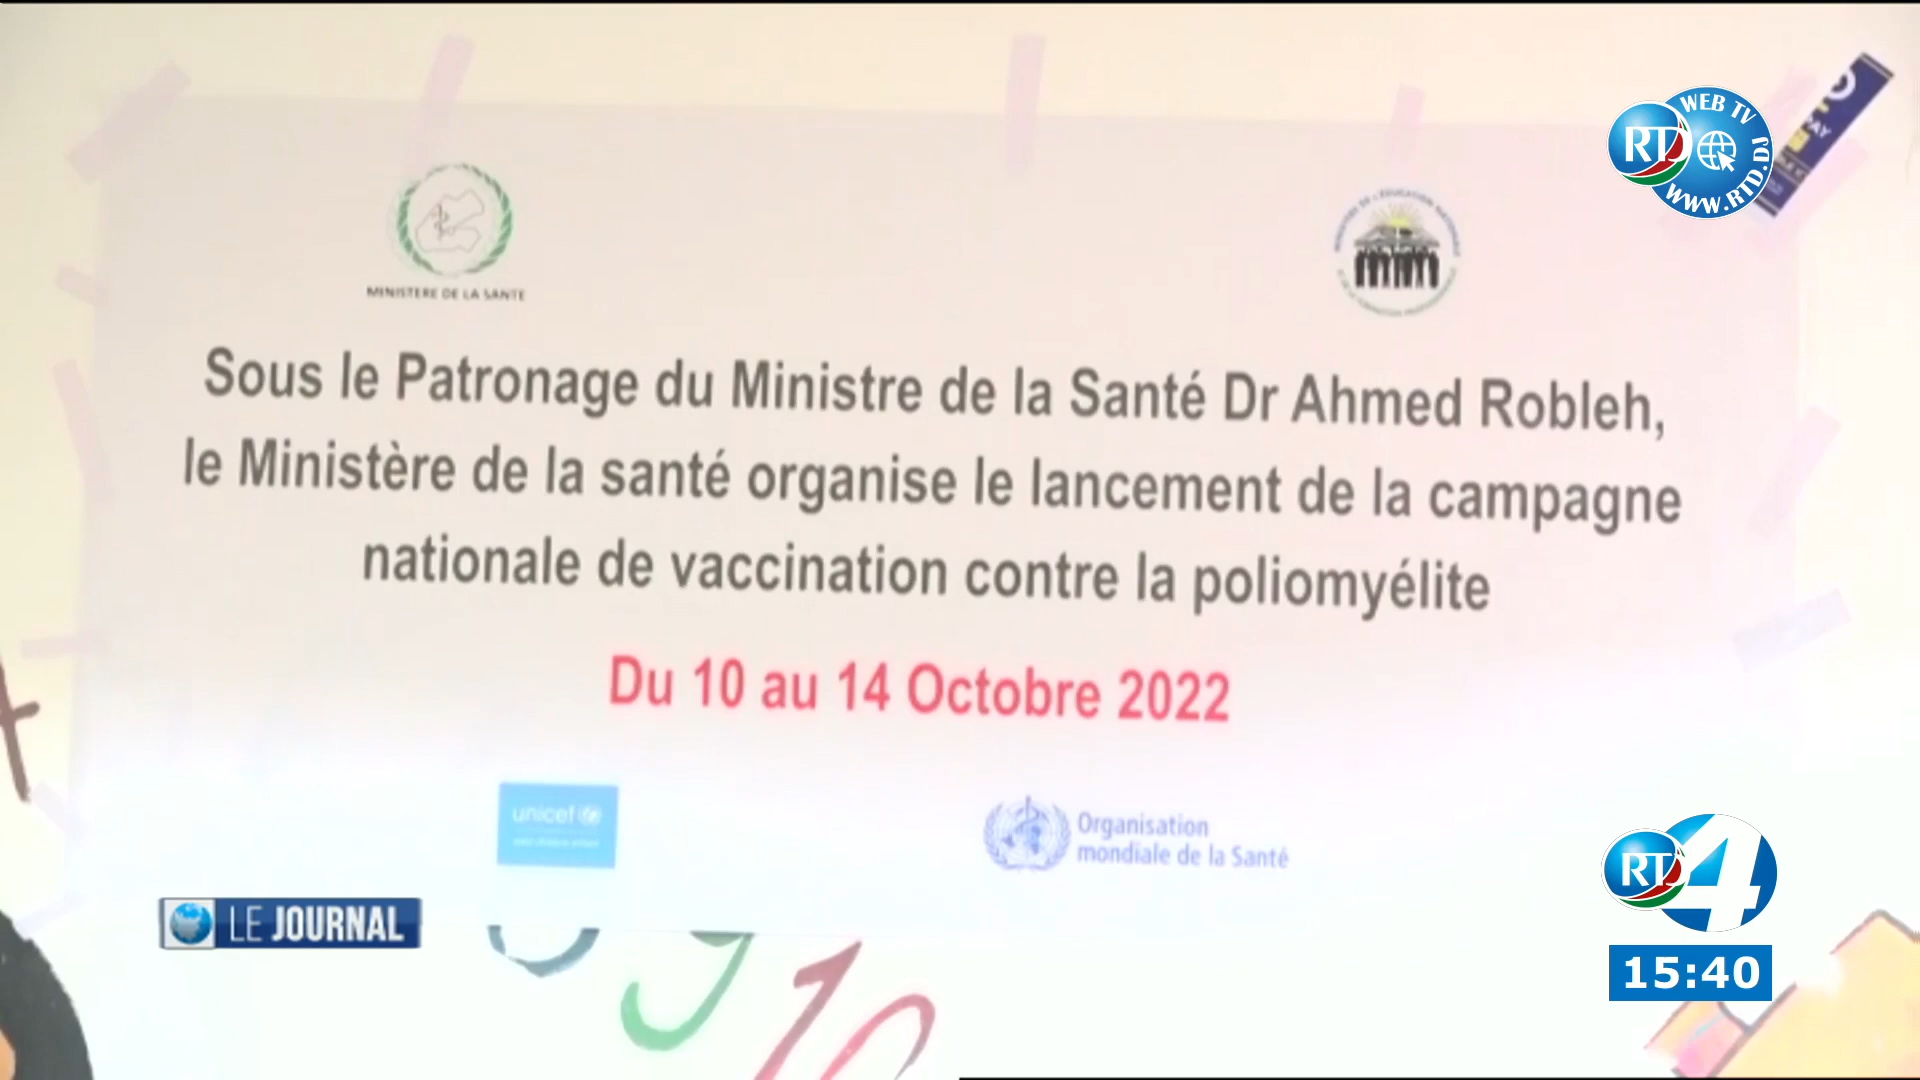 WEB TV
RTD
WWW.RTD.DJ
MINISTERE DE LA SANTE
Sous le Patronage du Ministre de la Santé Dr Ahmed Robleh,
le Ministère de la santé organise le lancement de la campagne
nationale de vaccination contre la poliomyélite
Du 10 au 14 Octobre 2022
unicef
Organisation
mondiale de la Santé
LE JOURNAL
RTD 4
15:40
9 10